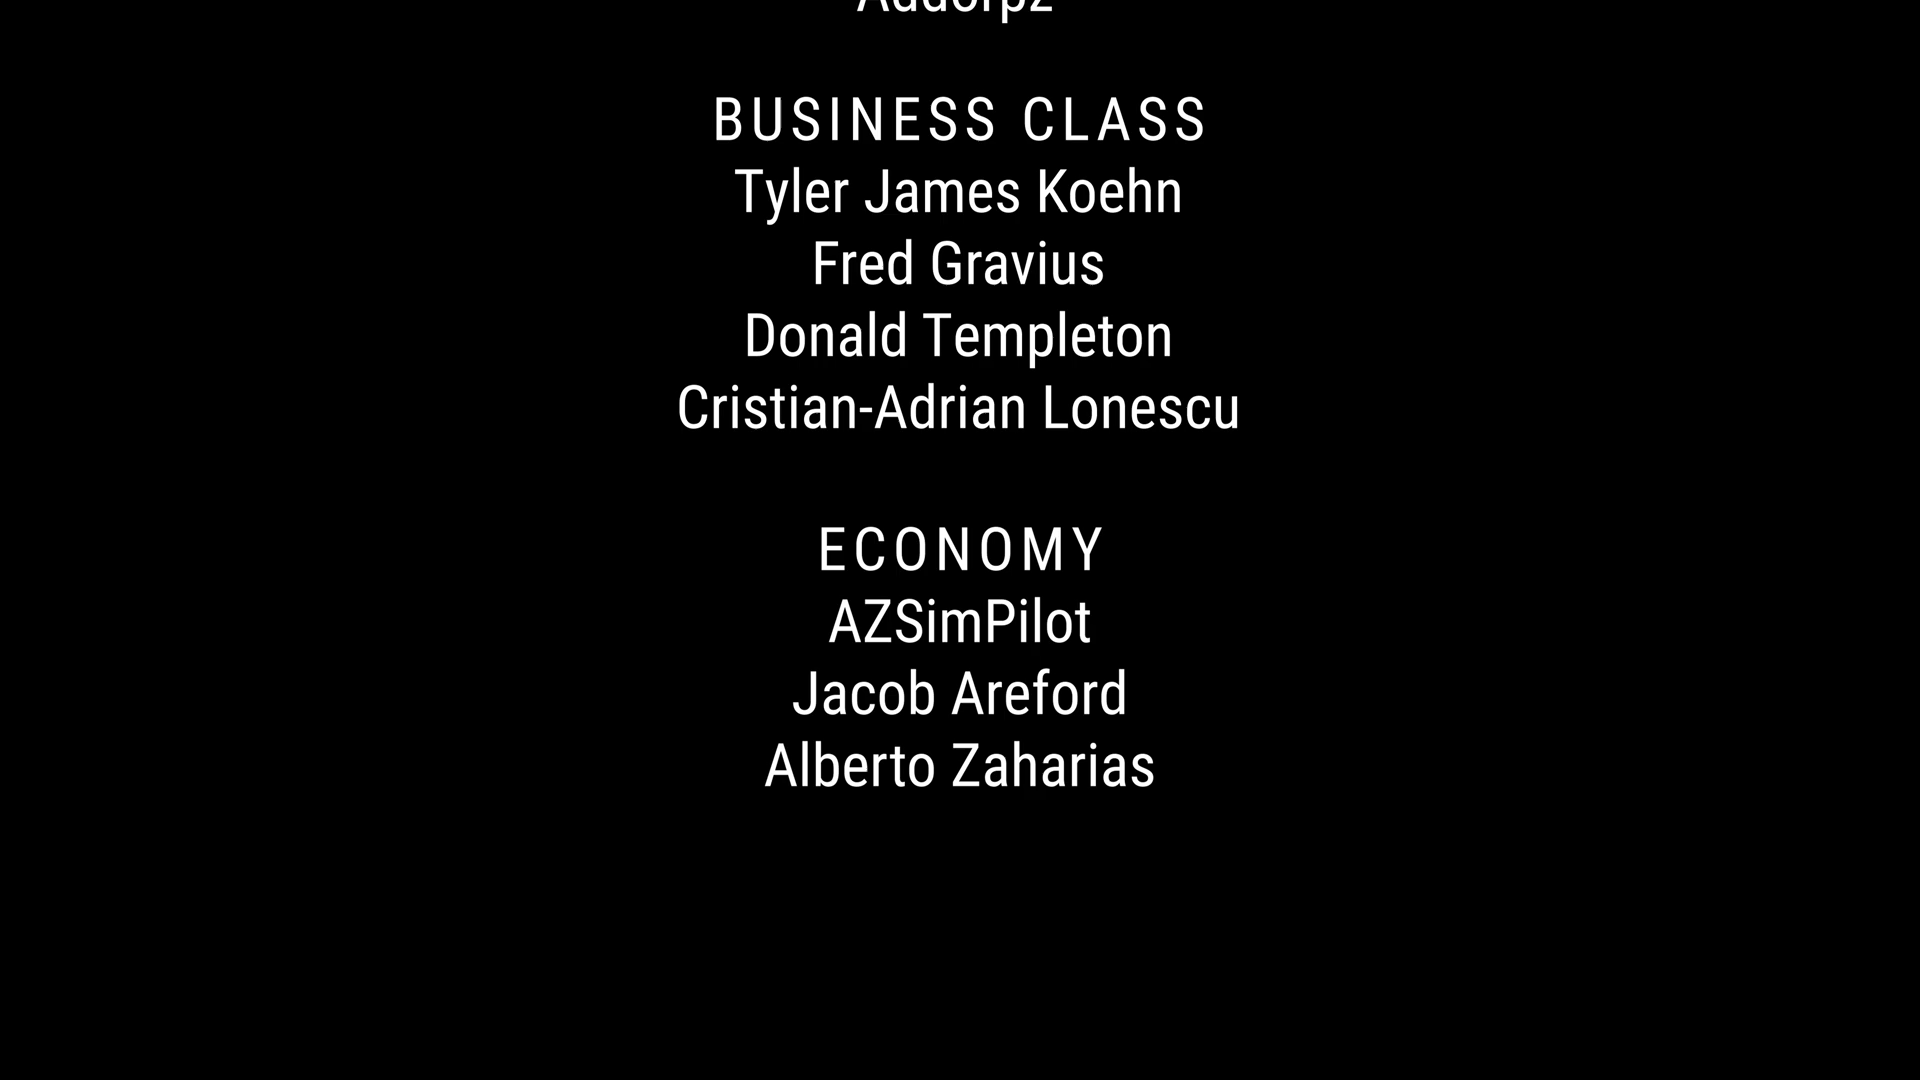 BUSINESS CLASS
Tyler James Koehn
Fred Gravius
Donald Templeton
Cristian-Adrian Lonescu
ECONOMY
AZSimPilot
Jacob Areford
Alberto Zaharias